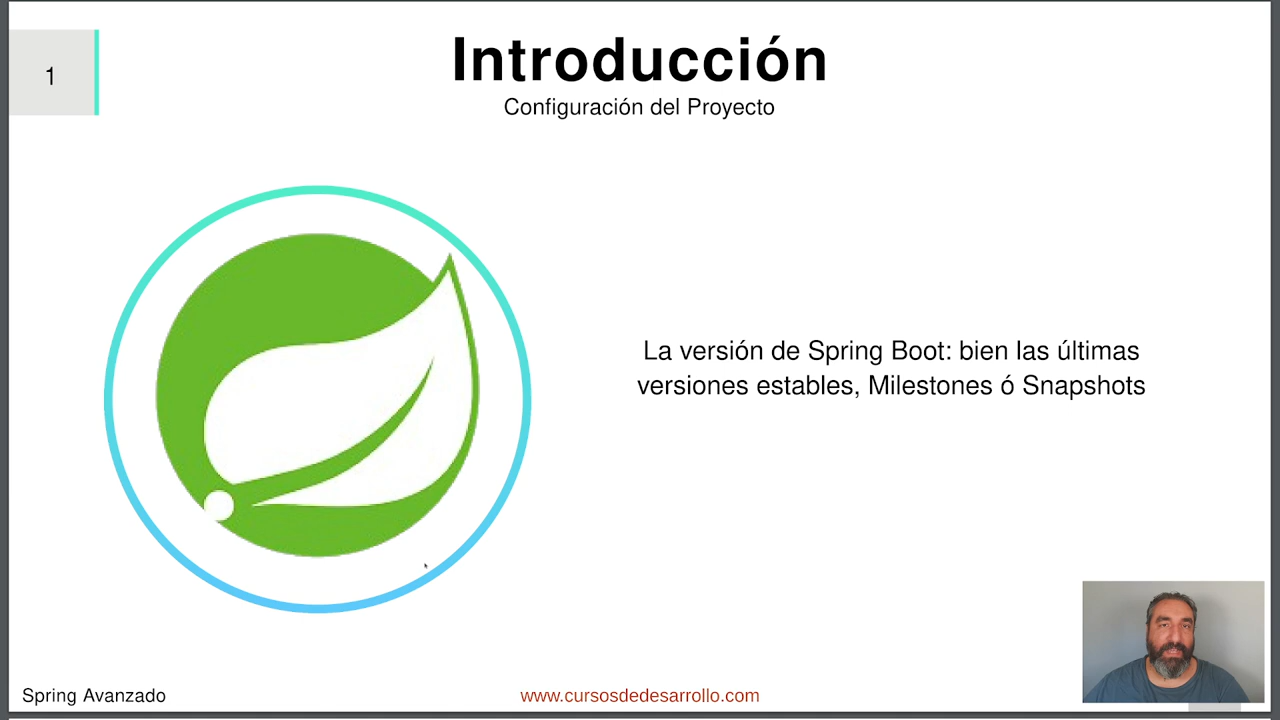 1
Introducción
Configuración del Proyecto
La versión de Spring Boot: bien las últimas
versiones estables, Milestones ó Snapshots
Spring Avanzado
www.cursosdedesarrollo.com